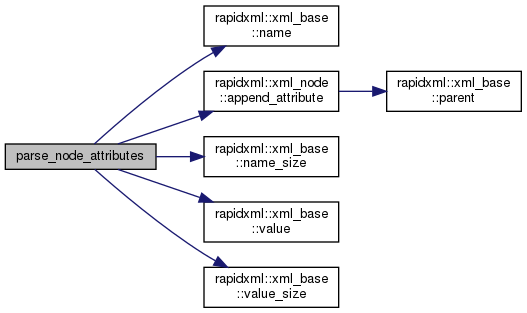 rapidxml::xml_base
::name
rapidxml::xml_node
::append_attribute
rapidxml::xml_base
::parent
parse_node_attributes
rapidxml::xml_base
::name_size
rapidxml::xml_base
::value
rapidxml::xml_base
::value_size